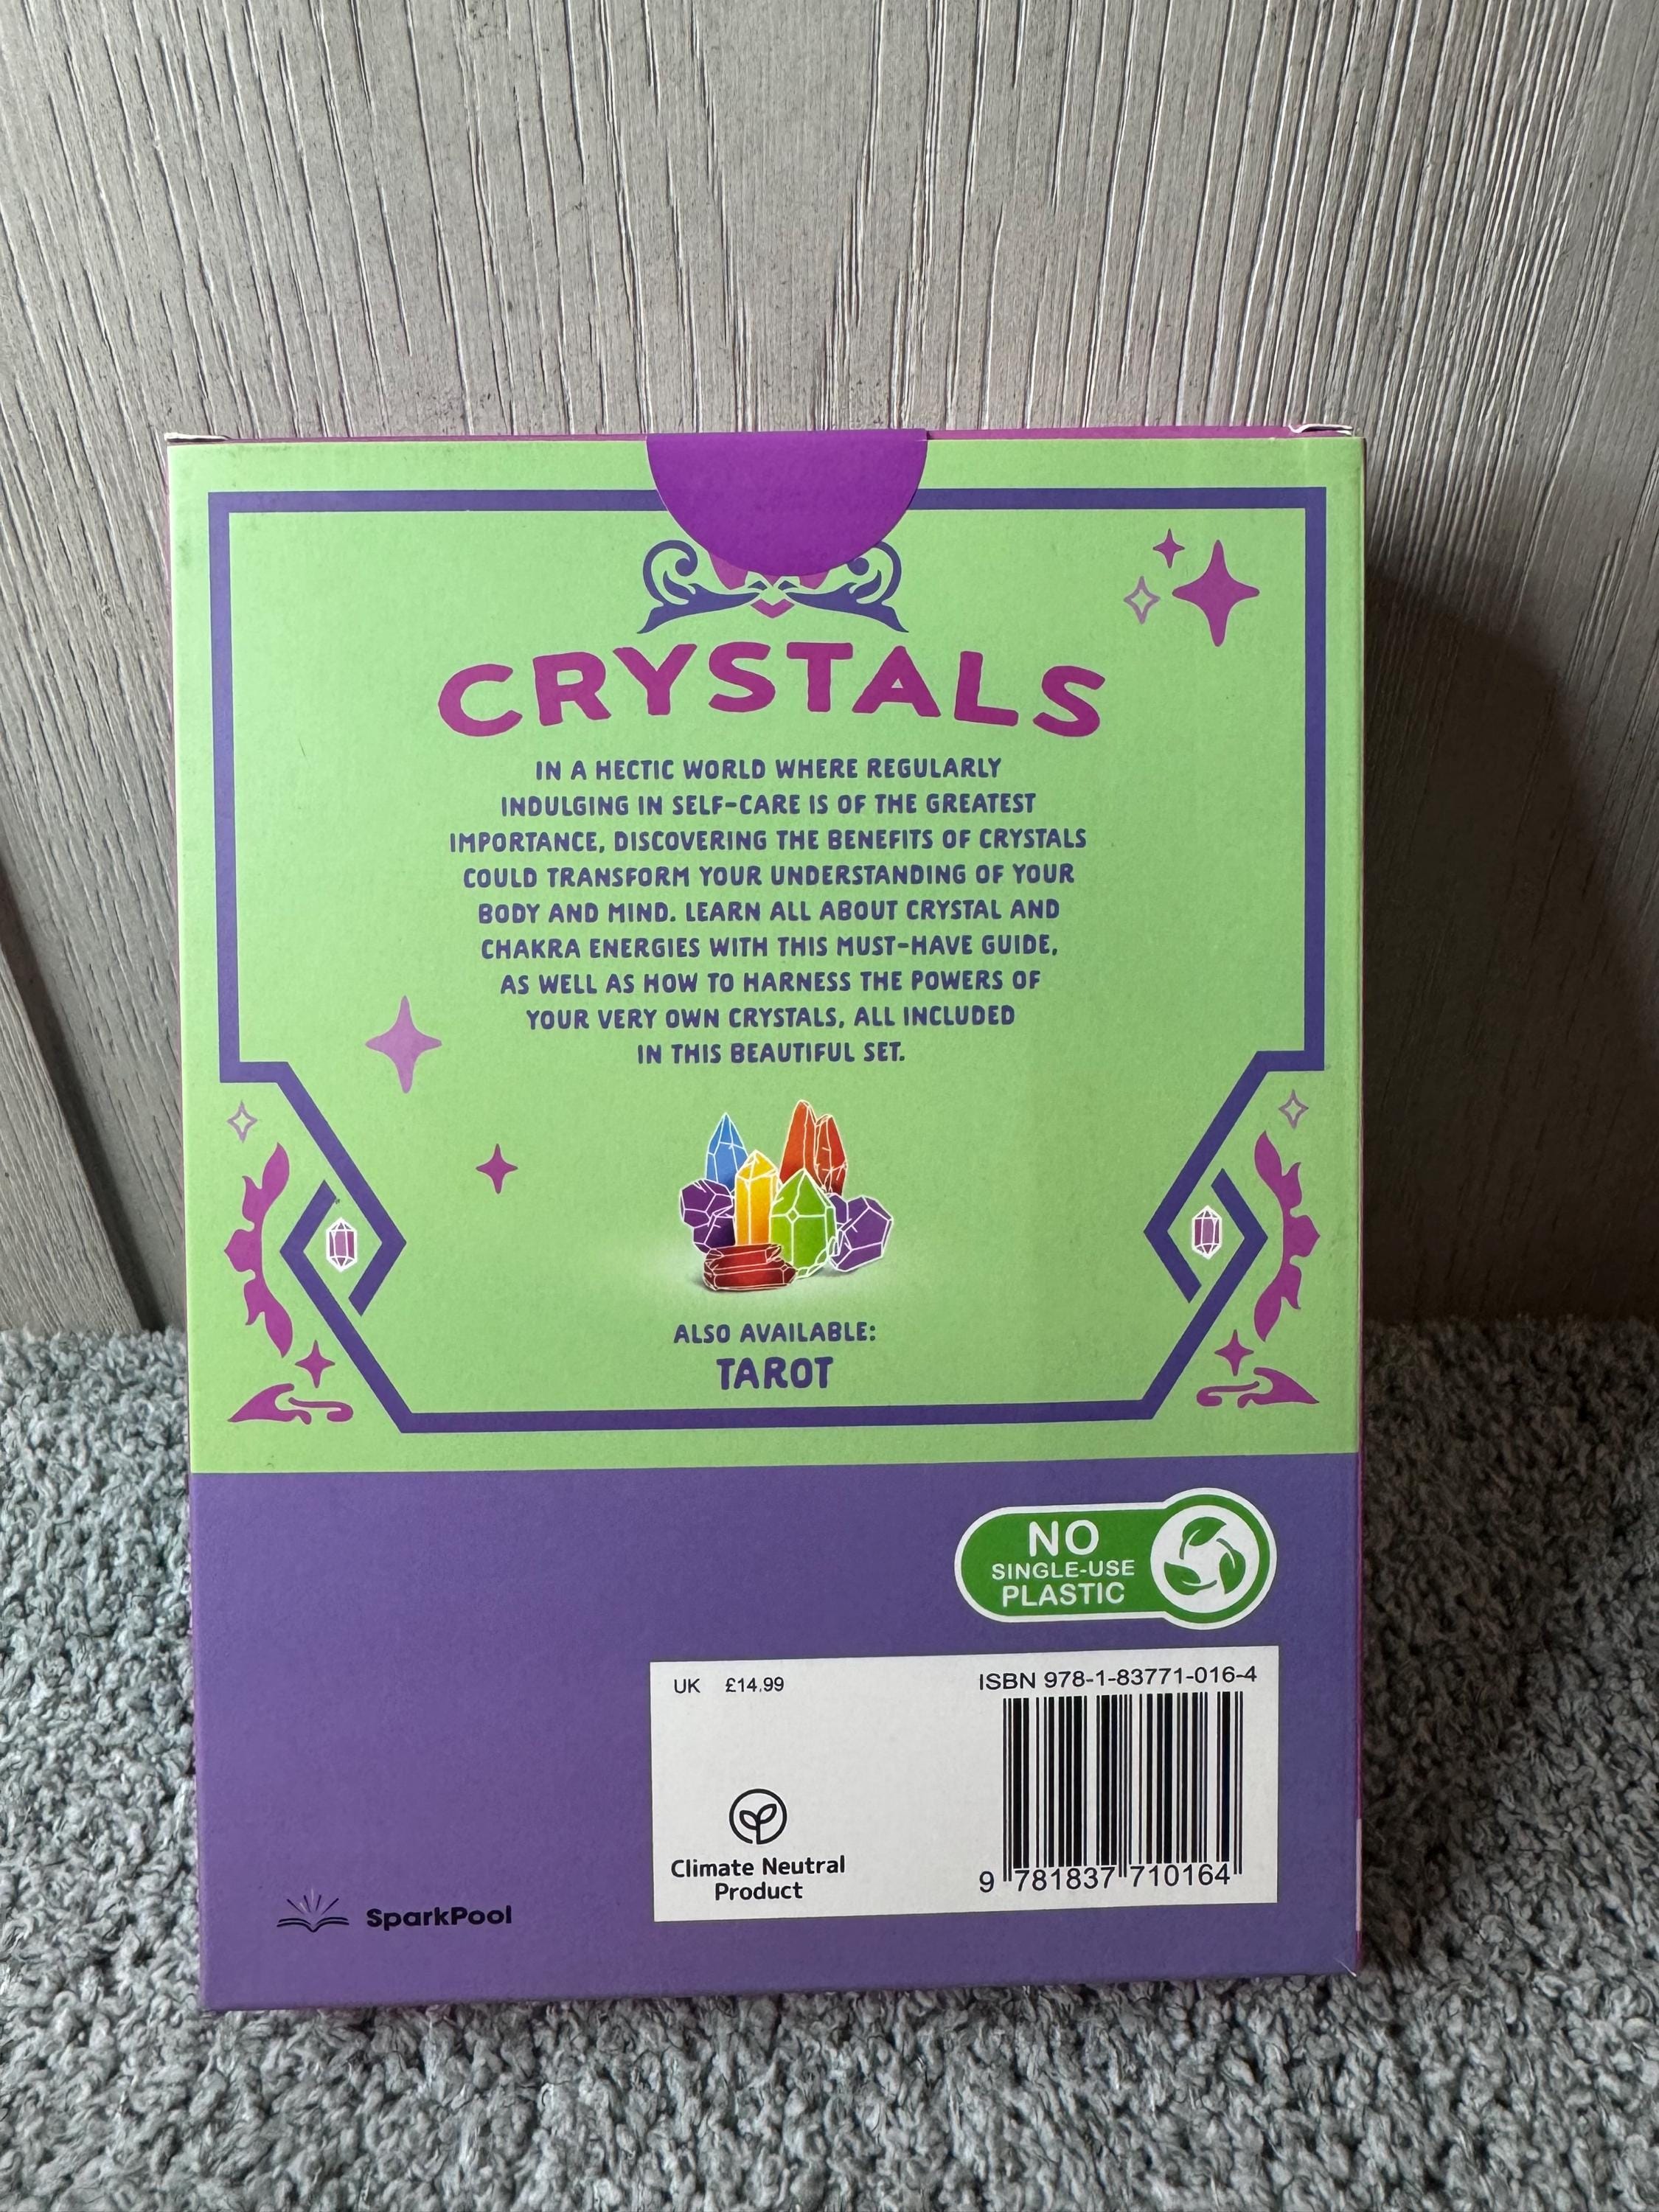 CRYSTALS
IN A HECTIC WORLD WHERE REGULARLY
INDULGING IN SELF-CARE IS OF THE GREATEST
IMPORTANCE, DISCOVERING THE BENEFITS OF CRYSTALS
COULD TRANSFORM YOUR UNDERSTANDING OF YOUR
BODY AND MIND. LEARN ALL ABOUT CRYSTAL AND
CHAKRA ENERGIES WITH THIS MUST-HAVE GUIDE,
AS WELL AS HOW TO HARNESS THE POWERS OF
YOUR VERY OWN CRYSTALS, ALL INCLUDED
IN THIS BEAUTIFUL SET.
ALSO AVAILABLE:
TAROT
NO
SINGLE-USE
PLASTIC
UK £14.99
ISBN 978-1-83771-016-4
9 781837 710164
Climate Neutral
Product
SparkPool